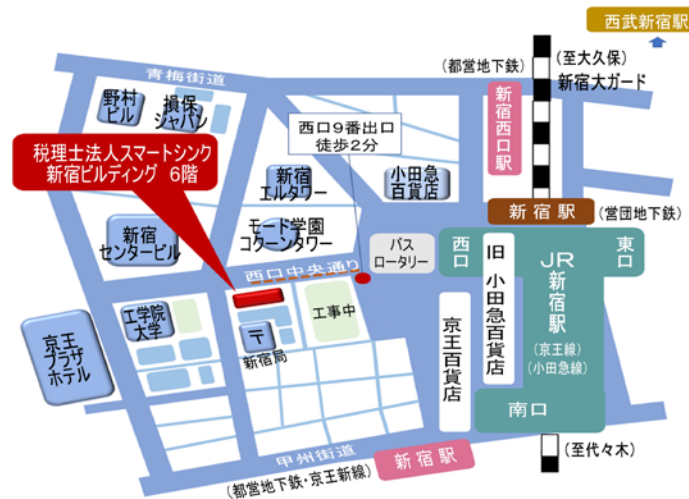 西武新宿駅
(至大久保)
新宿大ガード
(都営地下鉄)
青梅街道
野村
ビル
損保
ジャパン
新宿西口駅
西口9番出口
徒歩2分
税理士法人スマートシンク
新宿ビルディング 6階
新宿
エルタワー
小田急
百貨店
新宿駅
(営団地下鉄)
新宿
センタービル
モード学園
コクーンタワー
バス
ロータリー
西口
旧 小田急百貨店
JR新宿駅
(京王線)
(小田急線)
東口
西口中央通り
工学院
大学
工事中
〒
新宿局
京王百貨店
京王
プラザ
ホテル
南口
甲州街道
新宿駅
(都営地下鉄・京王新線)
(至代々木)